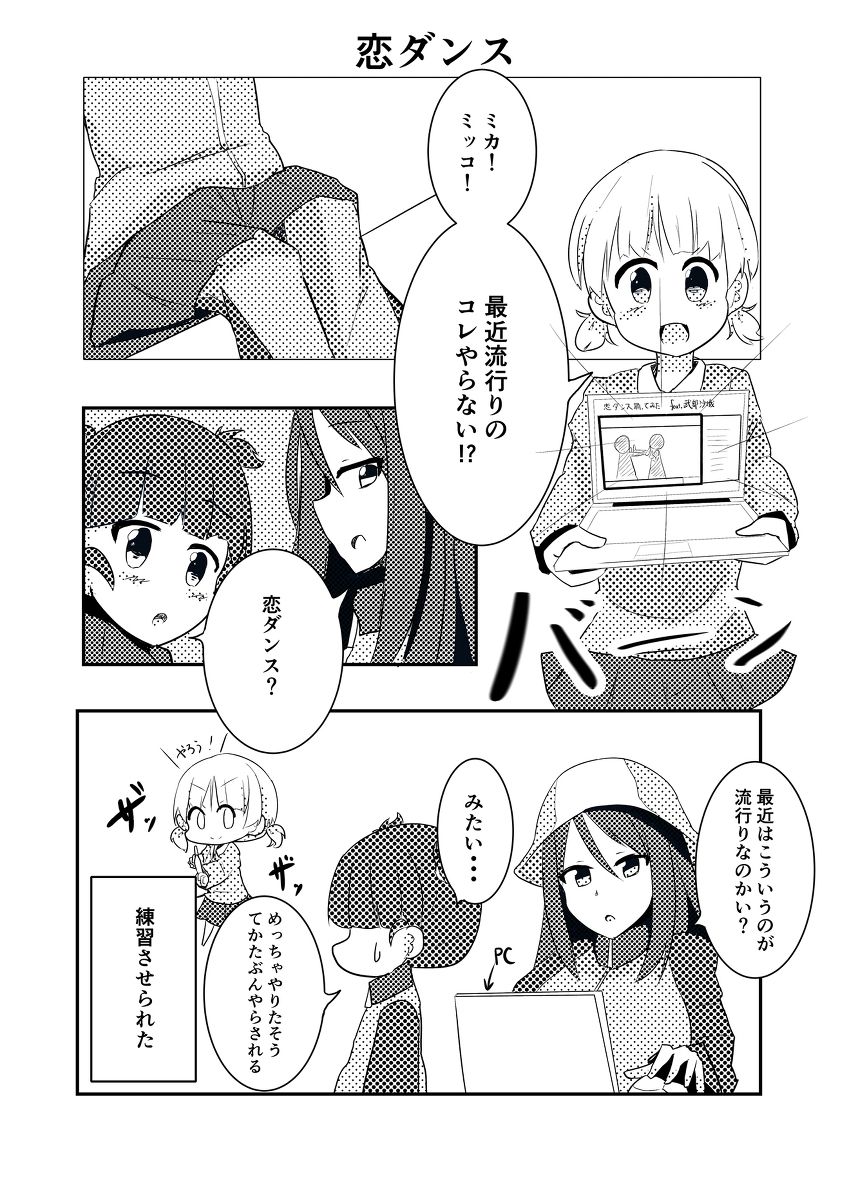 恋ダンス
ミカ!
ミッコ!
最近流行りの
コレやらない!?
恋ダンス踊ってみた feat.武部沙織
バーン
恋ダンス?
最近はこういうのが
流行りなのかい?
みたい・・・
PC
やろう!
ザッ
ザッ
めっちゃやりたそう
てかたぶんやらされる
練習させられた